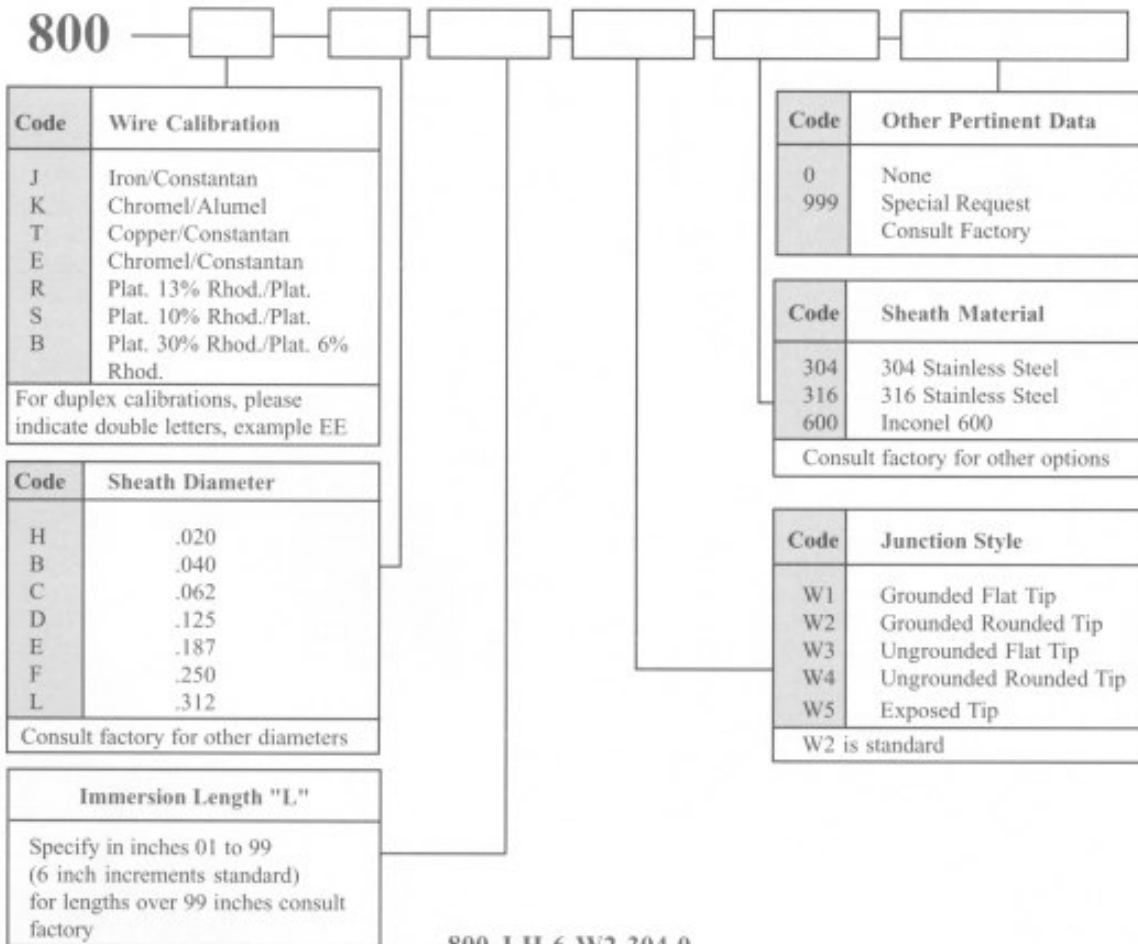 800
Code Wire Calibration
J Iron/Constantan
K Chromel/Alumel
T Copper/Constantan
E Chromel/Constantan
R Plat. 13% Rhod./Plat.
S Plat. 10% Rhod./Plat.
B Plat. 30% Rhod./Plat. 6%
Rhod.
For duplex calibrations, please
indicate double letters, example EE
Code Sheath Diameter
H .020
B .040
C .062
D .125
E .187
F .250
L .312
Consult factory for other diameters
Immersion Length "L"
Specify in inches 01 to 99
(6 inch increments standard)
for lengths over 99 inches consult
factory
Code Other Pertinent Data
0 None
999 Special Request
Consult Factory
Code Sheath Material
304 304 Stainless Steel
316 316 Stainless Steel
600 Inconel 600
Consult factory for other options
Code Junction Style
W1 Grounded Flat Tip
W2 Grounded Rounded Tip
W3 Ungrounded Flat Tip
W4 Ungrounded Rounded Tip
W5 Exposed Tip
W2 is standard